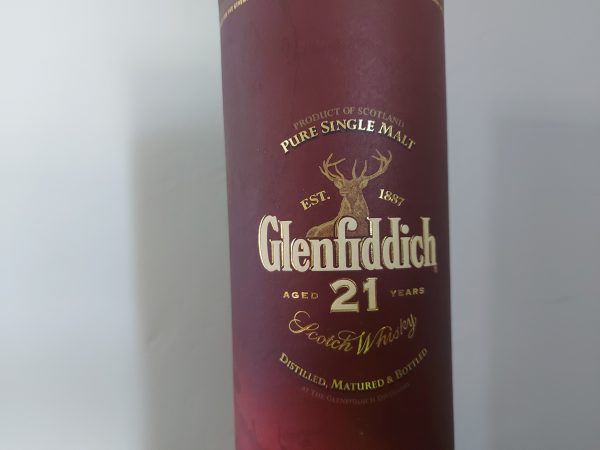 PRODUCT OF SCOTLAND
PURE SINGLE MALT
EST. 1887
Glenfiddich
AGED 21 YEARS
Scotch Whisky
DISTILLED, MATURED & BOTTLED
AT THE GLENFIDDICH DISTILLERY